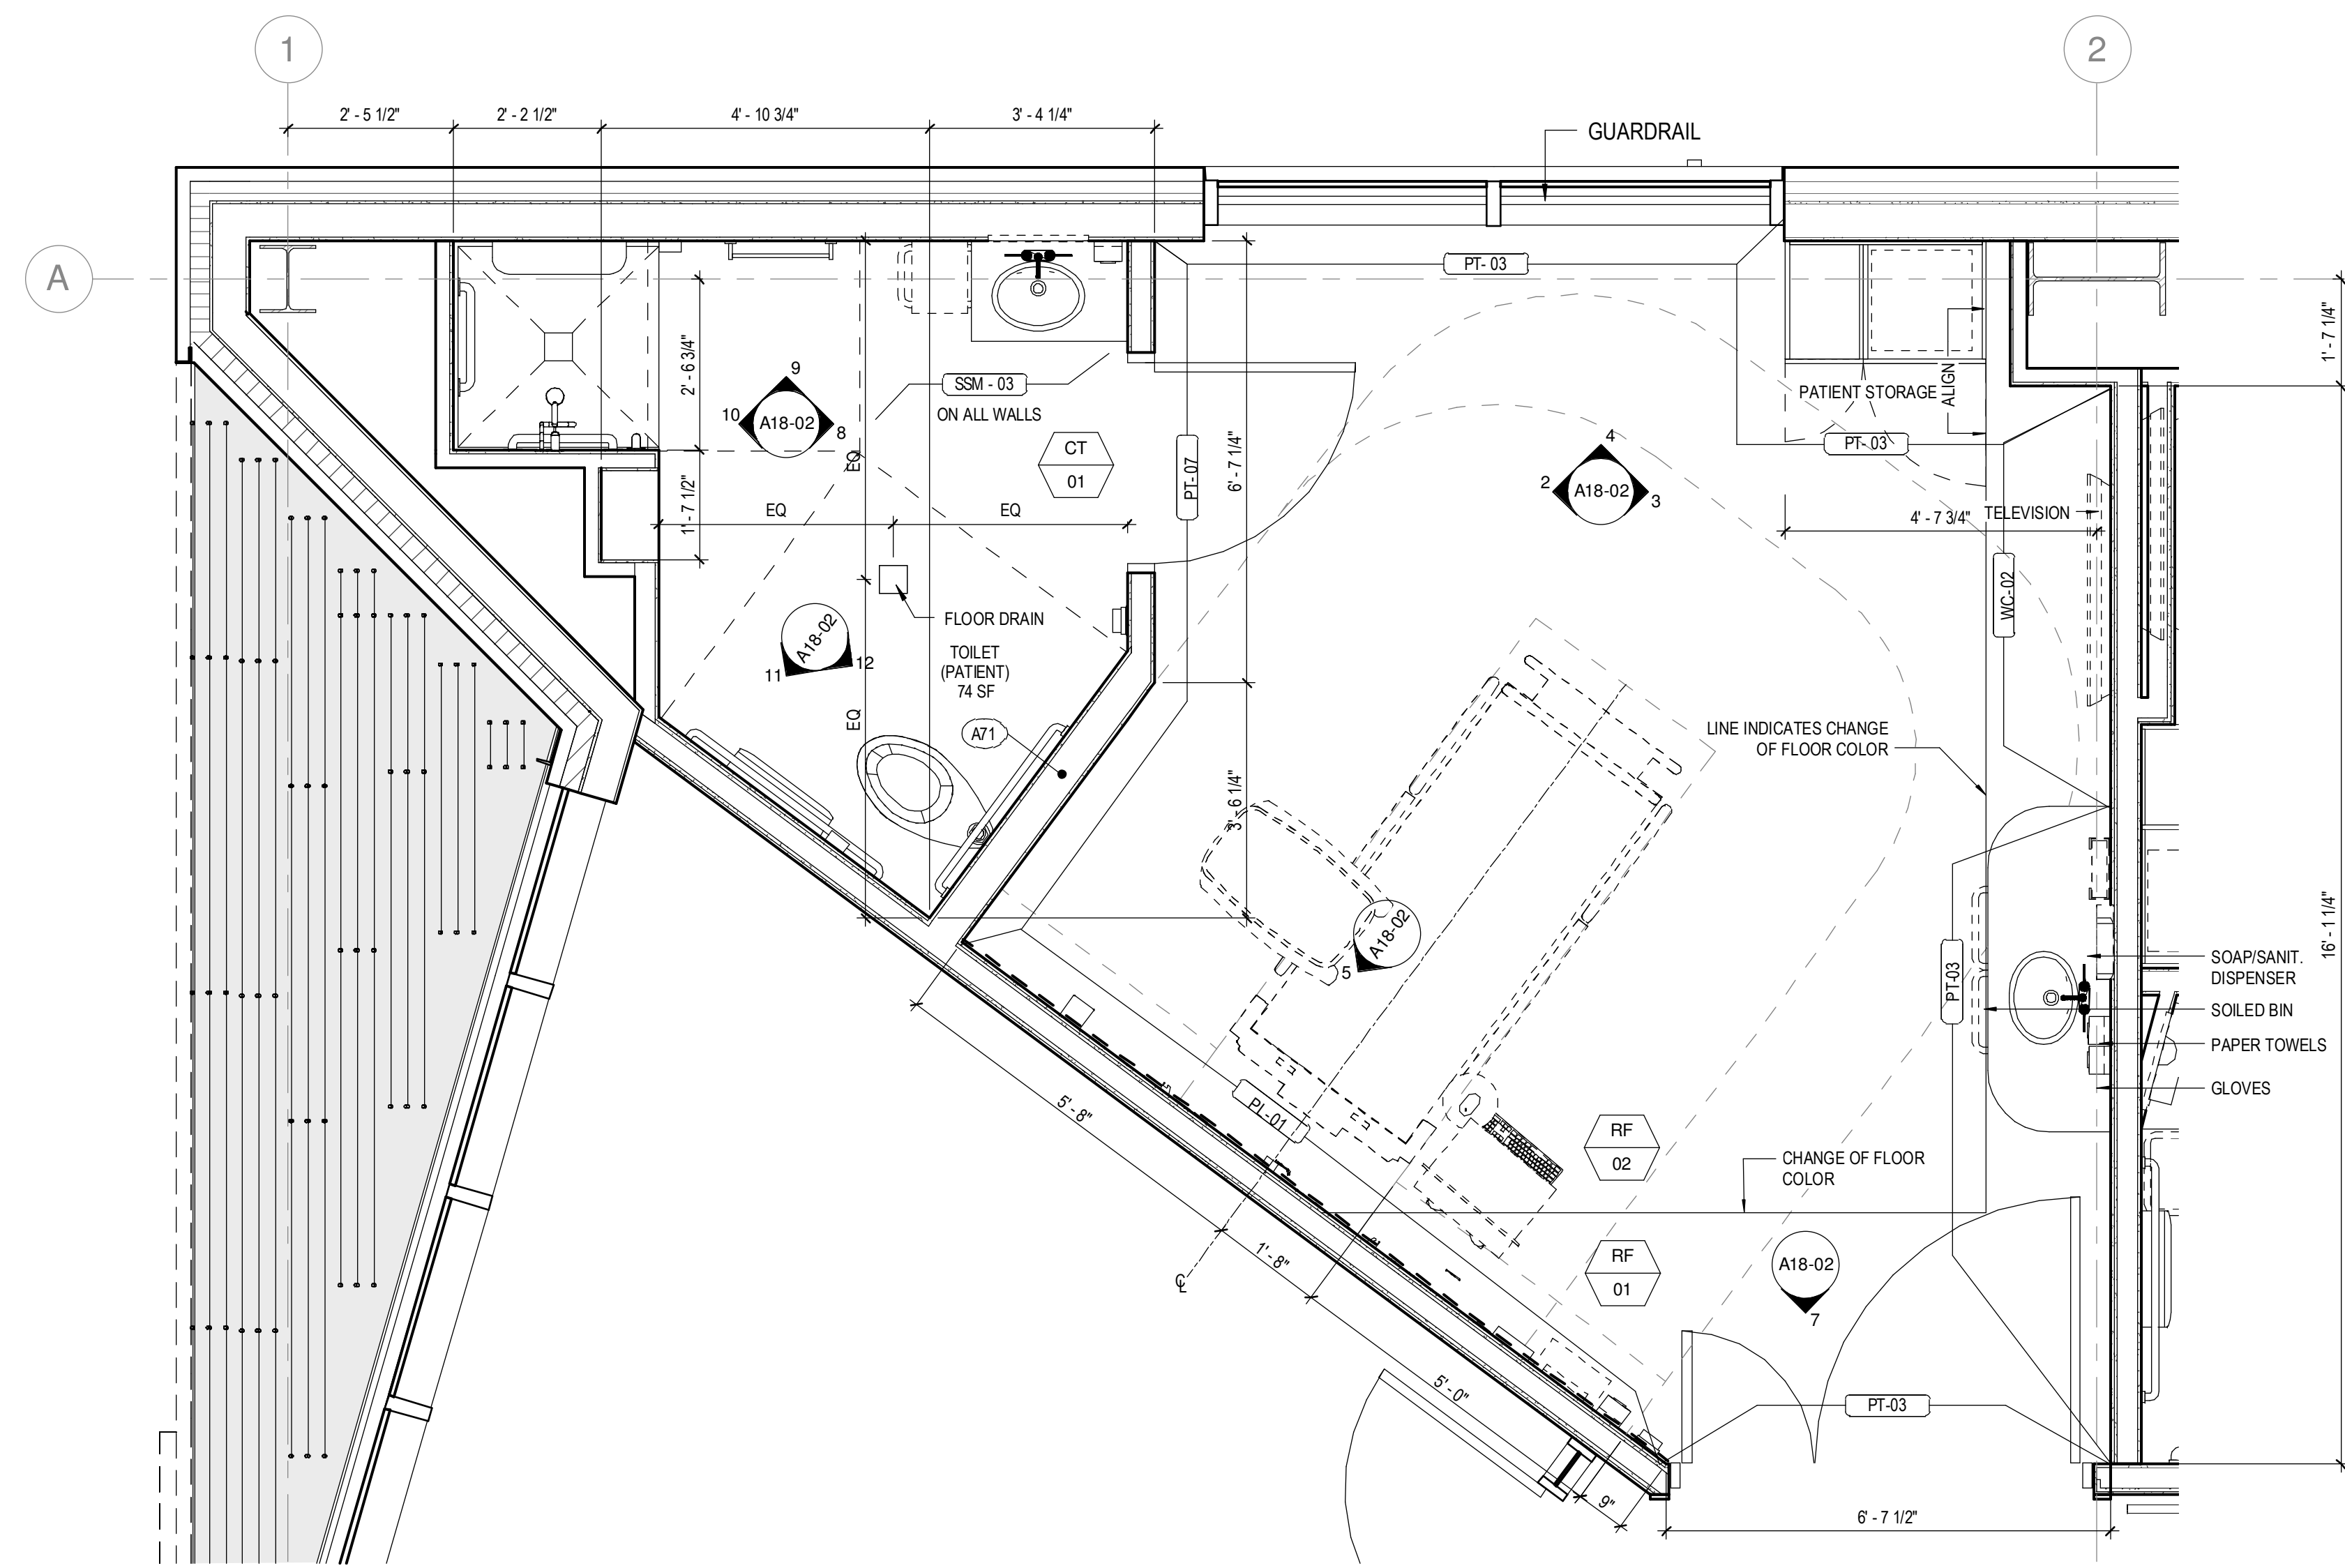 1
2
2' - 5 1/2"
2' - 2 1/2"
4' - 10 3/4"
3' - 4 1/4"
GUARDRAIL
A
PT- 03
1' - 7 1/4"
2' - 6 3/4"
9
10
A18-02
8
SSM - 03
ON ALL WALLS
PATIENT STORAGE
ALIGN
PT- 03
EQ
CT
01
PT-07
6' - 7 1/4"
4
2
A18-02
3
1' - 7 1/2"
EQ
EQ
4' - 7 3/4"
TELEVISION
WC-02
FLOOR DRAIN
A18-02
11
12
TOILET
(PATIENT)
74 SF
EQ
A71
LINE INDICATES CHANGE
OF FLOOR COLOR
3' - 6 1/4"
A18-02
5
16' - 1 1/4"
PT-03
SOAP/SANIT.
DISPENSER
SOILED BIN
PAPER TOWELS
GLOVES
5' - 8"
PL-01
RF
02
CHANGE OF FLOOR
COLOR
1' - 8"
CL
RF
01
A18-02
7
5' - 0"
PT-03
9"
6' - 7 1/2"